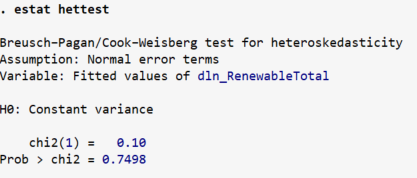 . estat hettest
Breusch–Pagan/Cook–Weisberg test for heteroskedasticity
Assumption: Normal error terms
Variable: Fitted values of dln_RenewableTotal
H0: Constant variance
chi2(1) = 0.10
Prob > chi2 = 0.7498